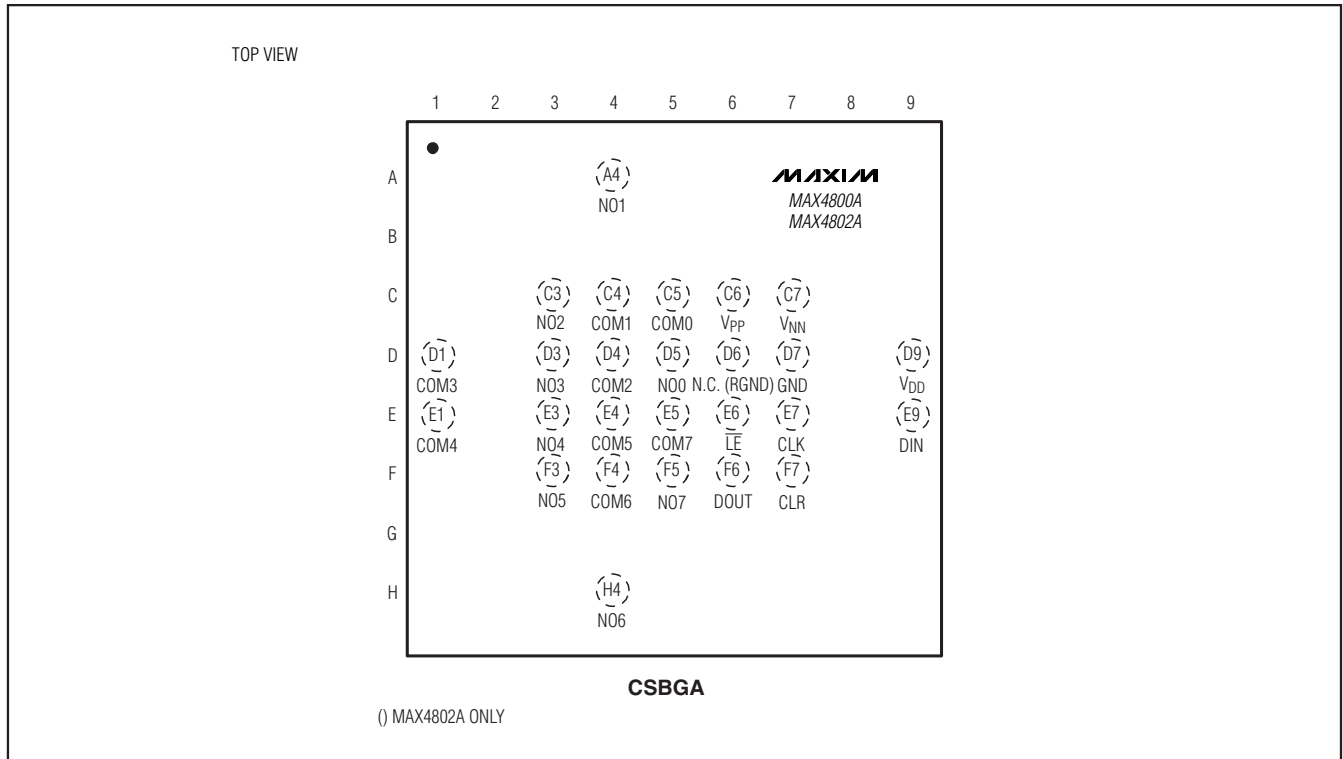 TOP VIEW
1 2 3 4 5 6 7 8 9
A A4 MAXIM
NO1 MAX4800A
MAX4802A
B
C C3 C4 C5 C6 C7
NO2 COM1 COM0 VPP VNN
D D1 D3 D4 D5 D6 D7 D9
COM3 NO3 COM2 NO0 N.C. (RGND) GND VDD
E E1 E3 E4 E5 E6 E7 E9
COM4 NO4 COM5 COM7 L̅E̅ CLK DIN
F F3 F4 F5 F6 F7
NO5 COM6 NO7 DOUT CLR
G
H H4
NO6
CSBGA
() MAX4802A ONLY